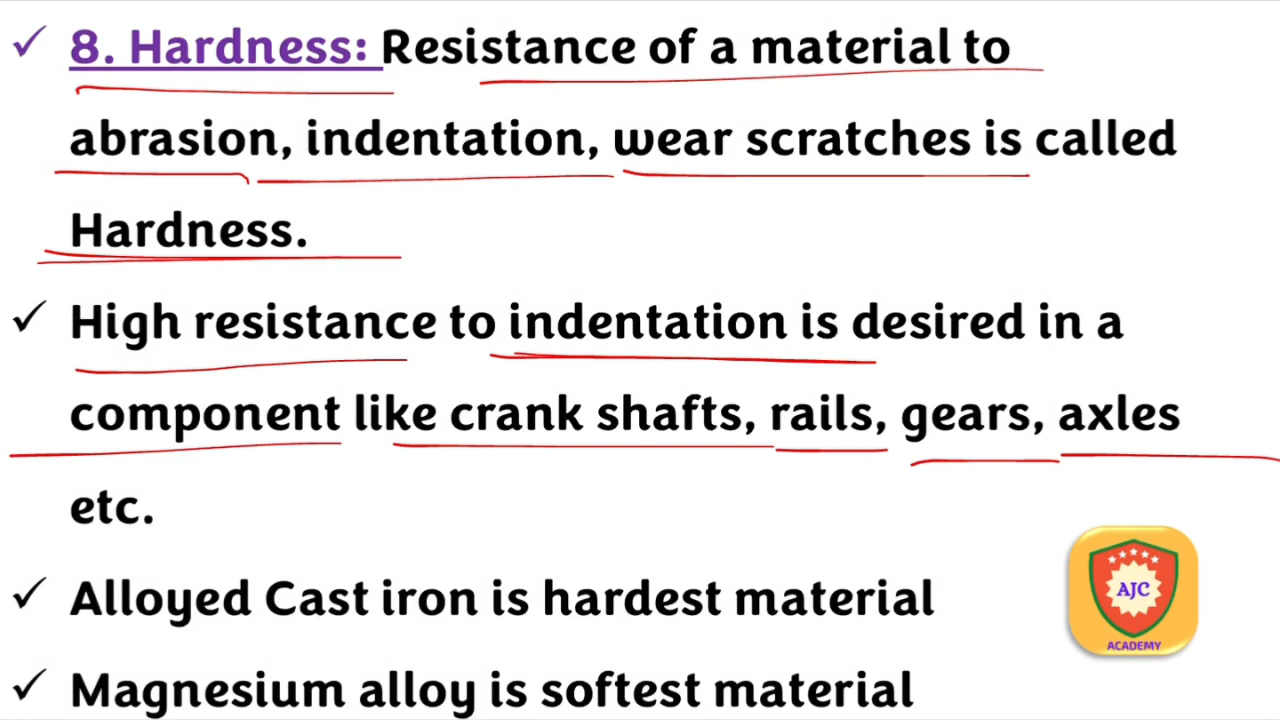 ✓ 8. Hardness: Resistance of a material to
abrasion, indentation, wear scratches is called
Hardness.
✓ High resistance to indentation is desired in a
component like crank shafts, rails, gears, axles
etc.
✓ Alloyed Cast iron is hardest material
✓ Magnesium alloy is softest material
AJC
ACADEMY